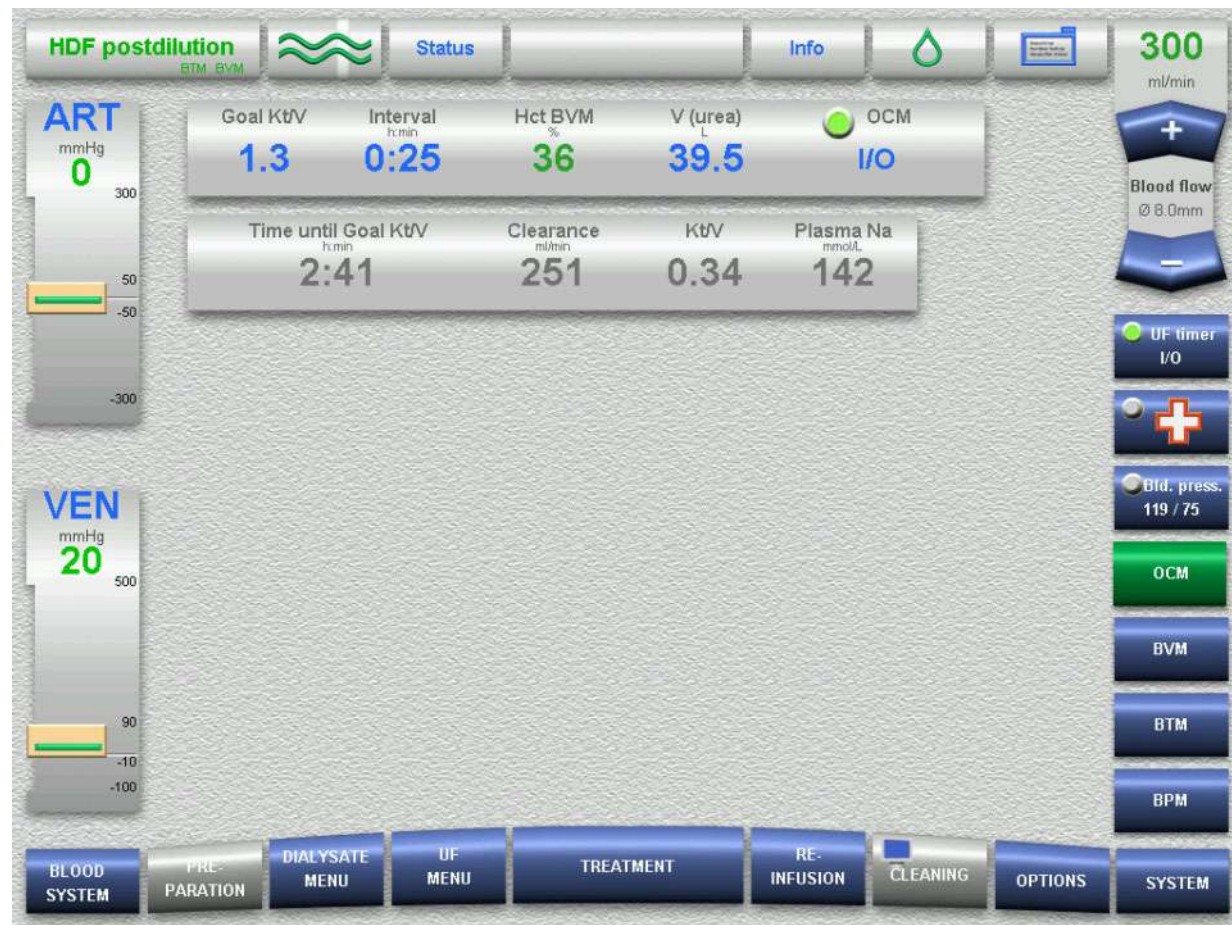 HDF postdilution
BTM BVM
Status
Info
300
ml/min
ART
mmHg
0
300
50
-50
-300
Goal Kt/V
1.3
Interval
h:min
0:25
Hct BVM
%
36
V (urea)
L
39.5
OCM
I/O
Time until Goal Kt/V
h:min
2:41
Clearance
ml/min
251
Kt/V
0.34
Plasma Na
mmol/L
142
+
Blood flow
Ø 8.0mm
–
UF timer
I/O
Bld. press.
119 / 75
OCM
BVM
BTM
BPM
VEN
mmHg
20
500
90
-10
-100
BLOOD
SYSTEM
PRE-
PARATION
DIALYSATE
MENU
UF
MENU
TREATMENT
RE-
INFUSION
CLEANING
OPTIONS
SYSTEM